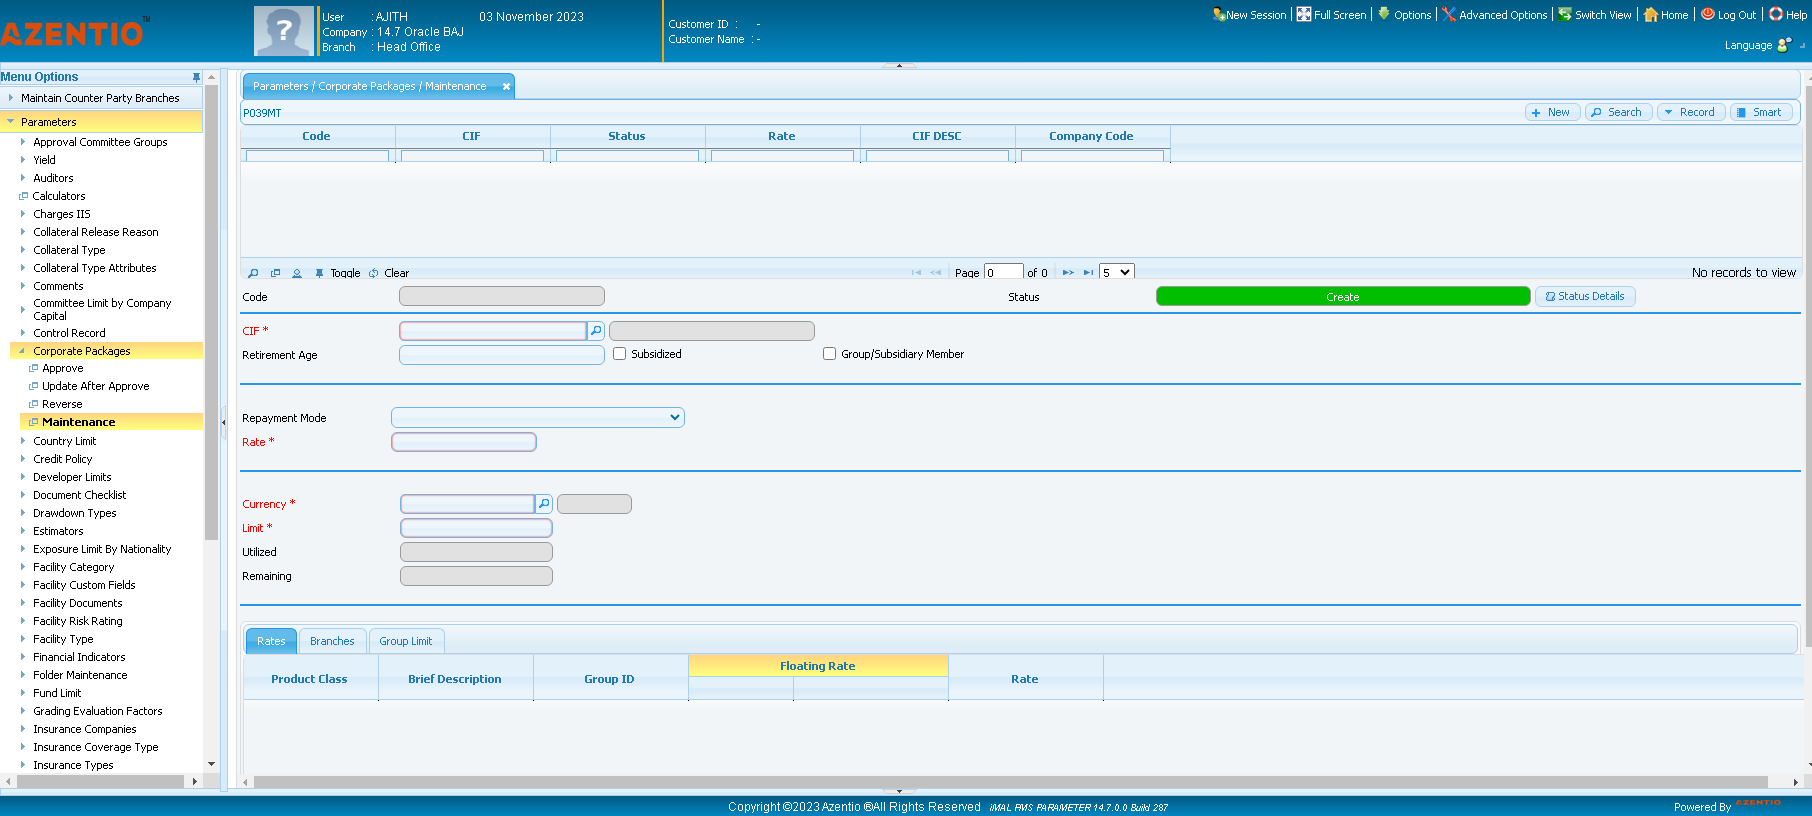 AZENTIO™
User : AJITH 03 November 2023
Company : 14.7 Oracle BAJ
Branch : Head Office
Customer ID : -
Customer Name : -
New Session Full Screen Options Advanced Options Switch View Home Log Out Help
Language
Menu Options
Maintain Counter Party Branches
Parameters
Approval Committee Groups
Yield
Auditors
Calculators
Charges IIS
Collateral Release Reason
Collateral Type
Collateral Type Attributes
Comments
Committee Limit by Company
Capital
Control Record
Corporate Packages
Approve
Update After Approve
Reverse
Maintenance
Country Limit
Credit Policy
Developer Limits
Document Checklist
Drawdown Types
Estimators
Exposure Limit By Nationality
Facility Category
Facility Custom Fields
Facility Documents
Facility Risk Rating
Facility Type
Financial Indicators
Folder Maintenance
Fund Limit
Grading Evaluation Factors
Insurance Companies
Insurance Coverage Type
Insurance Types
Parameters / Corporate Packages / Maintenance
P039MT
New Search Record Smart
Code CIF Status Rate CIF DESC Company Code
Toggle Clear Page 0 of 0 5 No records to view
Code Status Create Status Details
CIF *
Retirement Age Subsidized Group/Subsidiary Member
Repayment Mode
Rate *
Currency *
Limit *
Utilized
Remaining
Rates Branches Group Limit
Product Class Brief Description Group ID Floating Rate Rate
Copyright ©2023 Azentio ®All Rights Reserved iMAL PMS PARAMETER 14.7.0.0 Build 287
Powered By AZENTIO